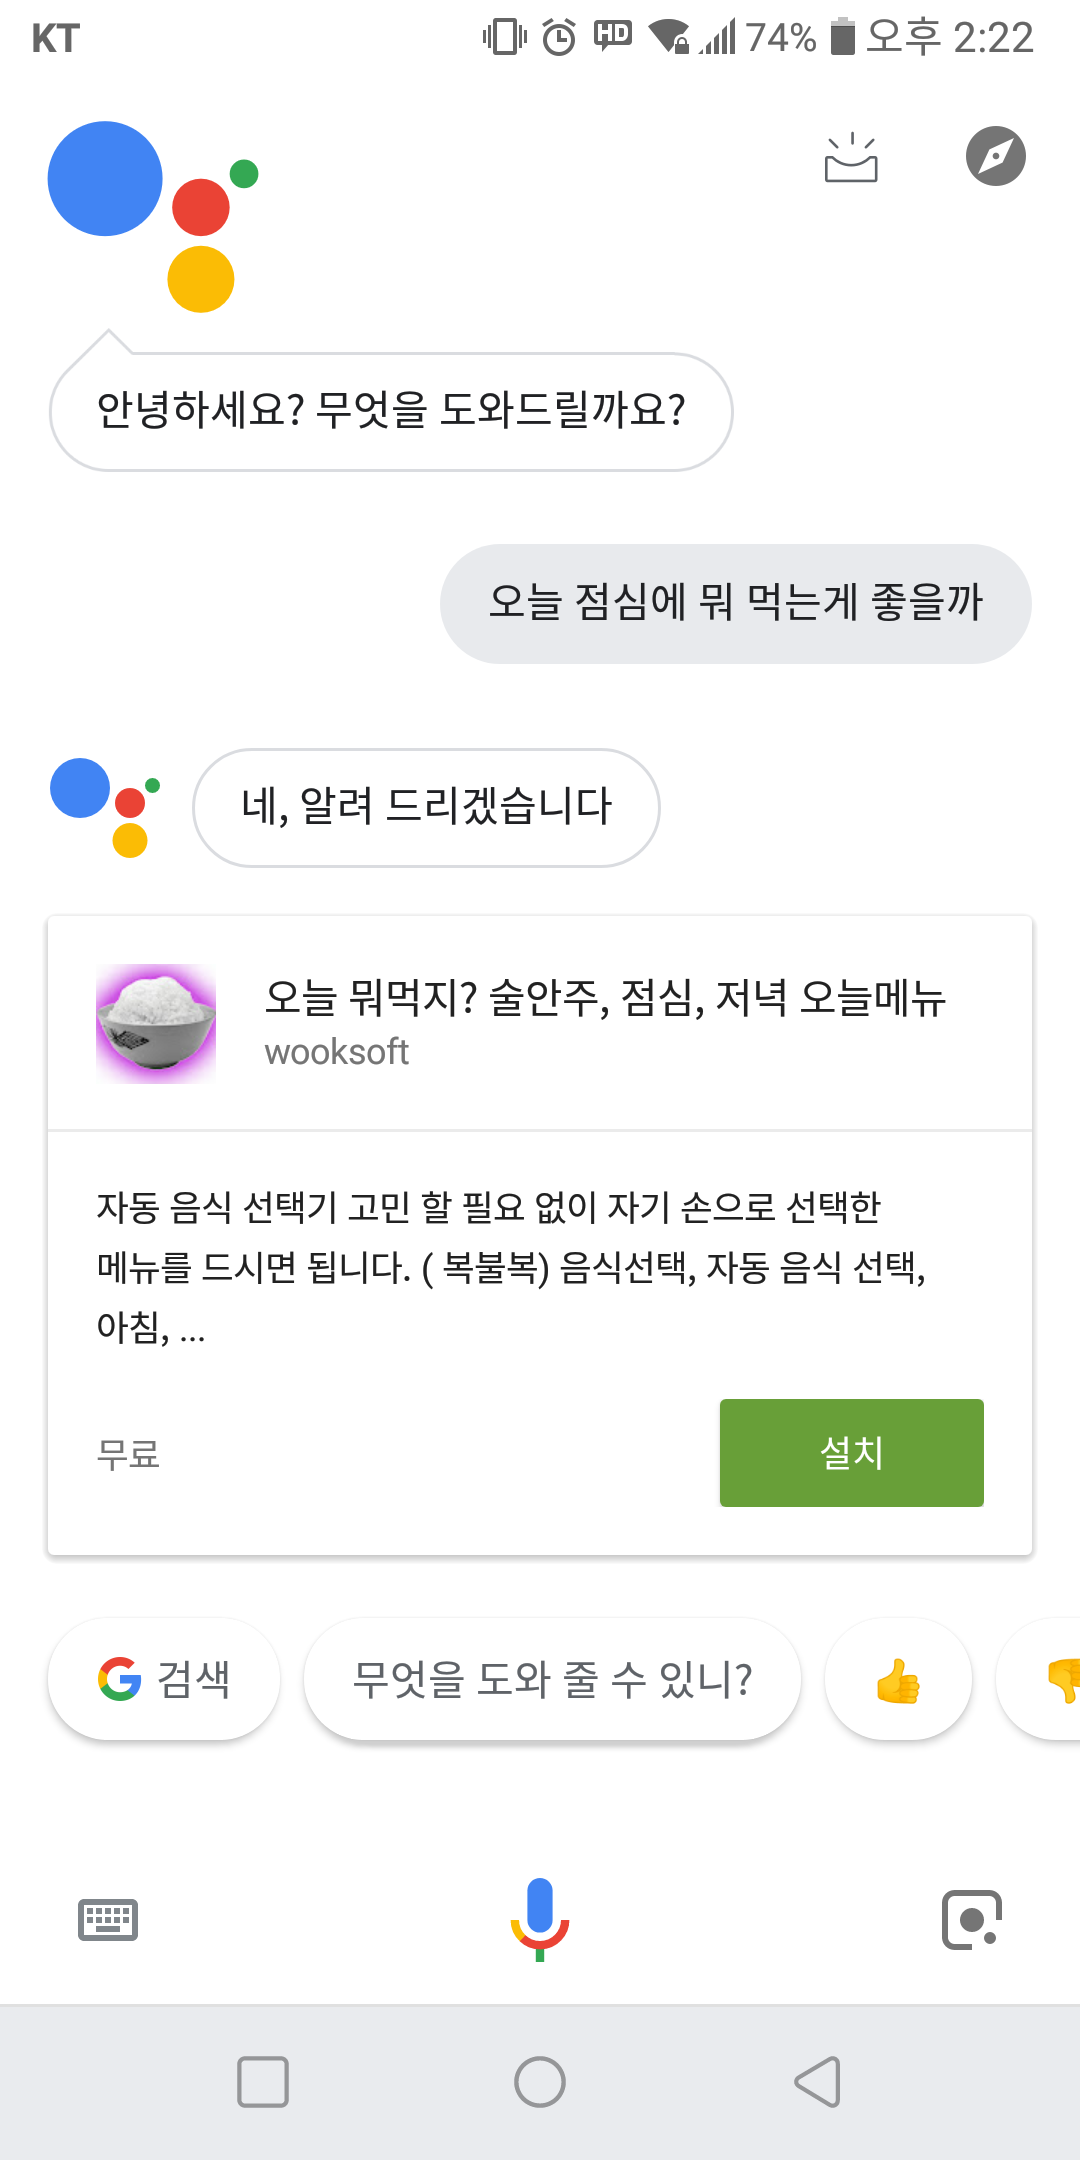 KT HD 74% 오후 2:22
안녕하세요? 무엇을 도와드릴까요?
오늘 점심에 뭐 먹는게 좋을까
네, 알려 드리겠습니다
오늘 뭐먹지? 술안주, 점심, 저녁 오늘메뉴
wooksoft
자동 음식 선택기 고민 할 필요 없이 자기 손으로 선택한
메뉴를 드시면 됩니다. ( 복불복) 음식선택, 자동 음식 선택,
아침, ...
무료
설치
검색
무엇을 도와 줄 수 있니?